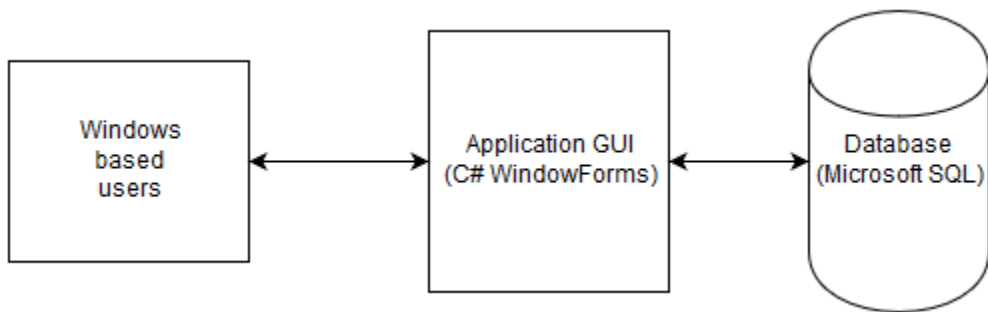 Windows
based
users
Application GUI
(C# WindowForms)
Database
(Microsoft SQL)